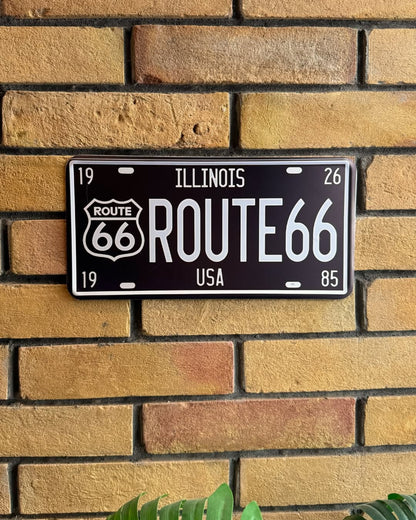 19 ILLINOIS 26
ROUTE
66
ROUTE66
19 USA 85